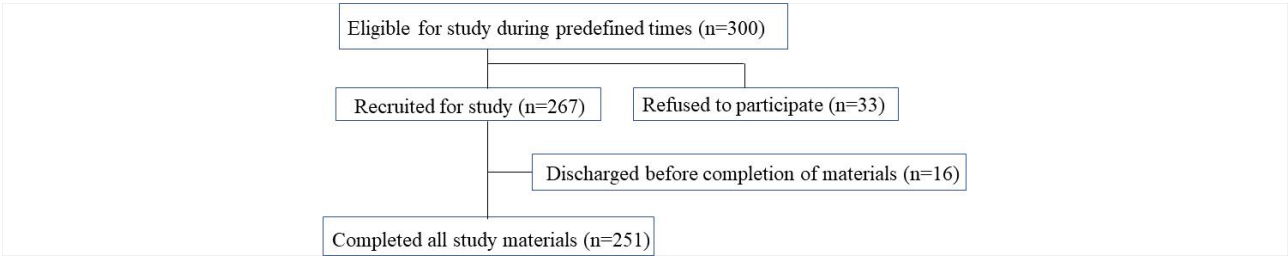 Eligible for study during predefined times (n=300)
Recruited for study (n=267)
Refused to participate (n=33)
Discharged before completion of materials (n=16)
Completed all study materials (n=251)